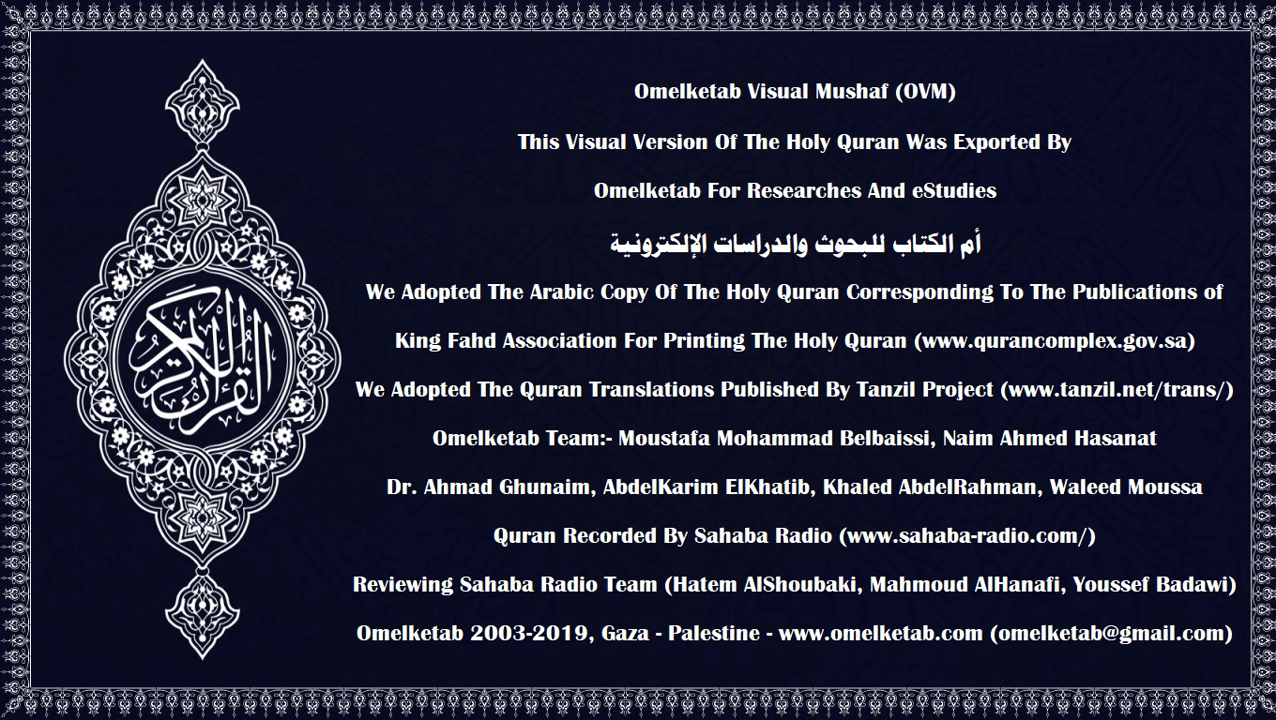 القرآن الكريم
Omelketab Visual Mushaf (OVM)
This Visual Version Of The Holy Quran Was Exported By
Omelketab For Researches And eStudies
أم الكتاب للبحوث والدراسات الإلكترونية
We Adopted The Arabic Copy Of The Holy Quran Corresponding To The Publications of
King Fahd Association For Printing The Holy Quran (www.qurancomplex.gov.sa)
We Adopted The Quran Translations Published By Tanzil Project (www.tanzil.net/trans/)
Omelketab Team:- Moustafa Mohammad Belbaissi, Naim Ahmed Hasanat
Dr. Ahmad Ghunaim, AbdelKarim ElKhatib, Khaled AbdelRahman, Waleed Moussa
Quran Recorded By Sahaba Radio (www.sahaba-radio.com/)
Reviewing Sahaba Radio Team (Hatem AlShoubaki, Mahmoud AlHanafi, Youssef Badawi)
Omelketab 2003-2019, Gaza - Palestine - www.omelketab.com (omelketab@gmail.com)